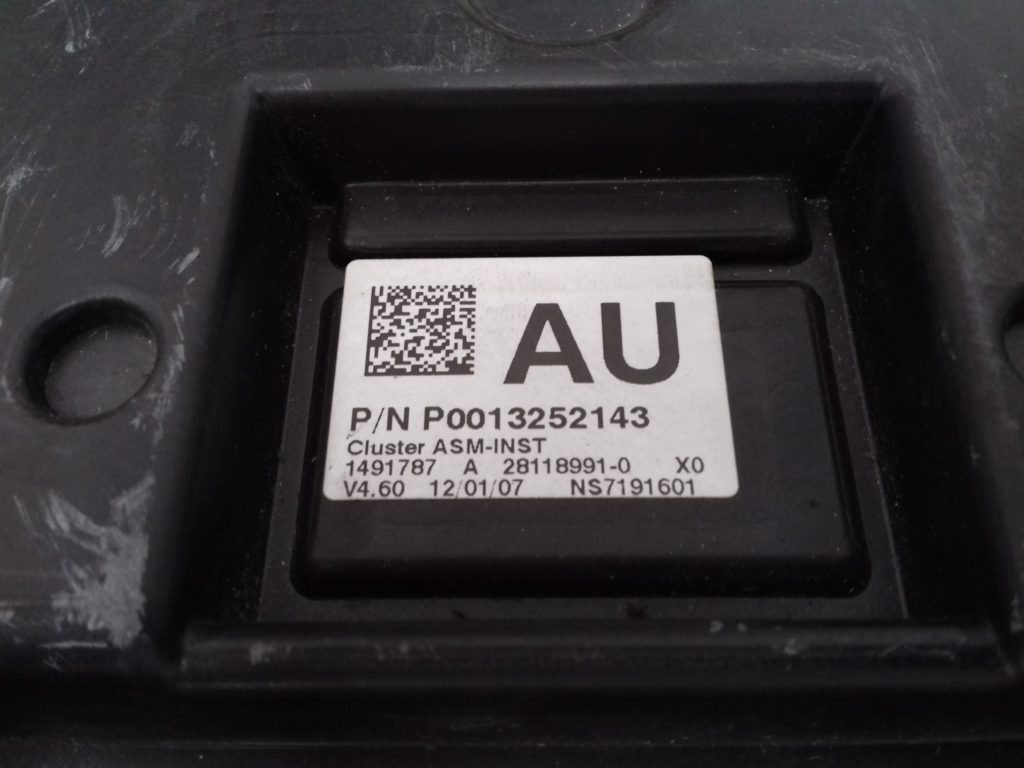 AU
P/N P0013252143
Cluster ASM-INST
1491787 A 28118991-0 X0
V4.60 12/01/07 NS7191601